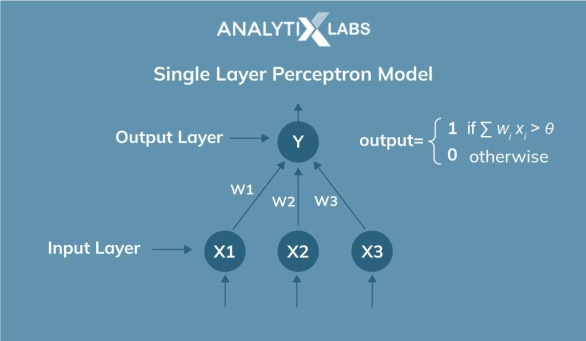 ANALYTIX LABS
Single Layer Perceptron Model
Output Layer
Y
output= { 1 if ∑ wᵢ xᵢ > θ
0 otherwise
W1
W2
W3
Input Layer
X1
X2
X3